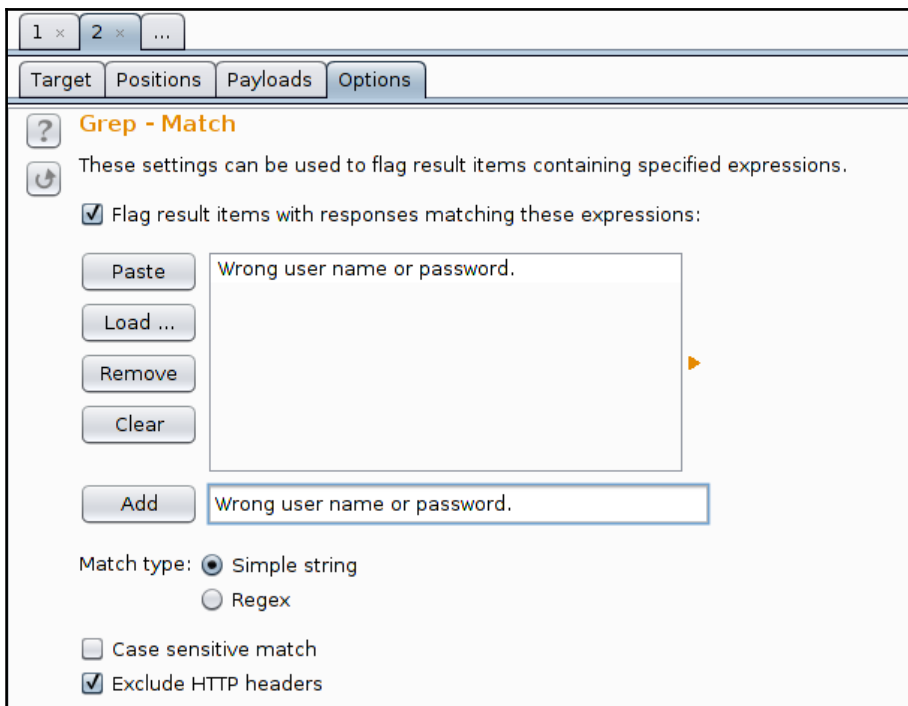 1 × 2 × ...
Target Positions Payloads Options
? Grep - Match
These settings can be used to flag result items containing specified expressions.
Flag result items with responses matching these expressions:
Paste Wrong user name or password.
Load ...
Remove
Clear
Add Wrong user name or password.
Match type: Simple string
Regex
Case sensitive match
Exclude HTTP headers